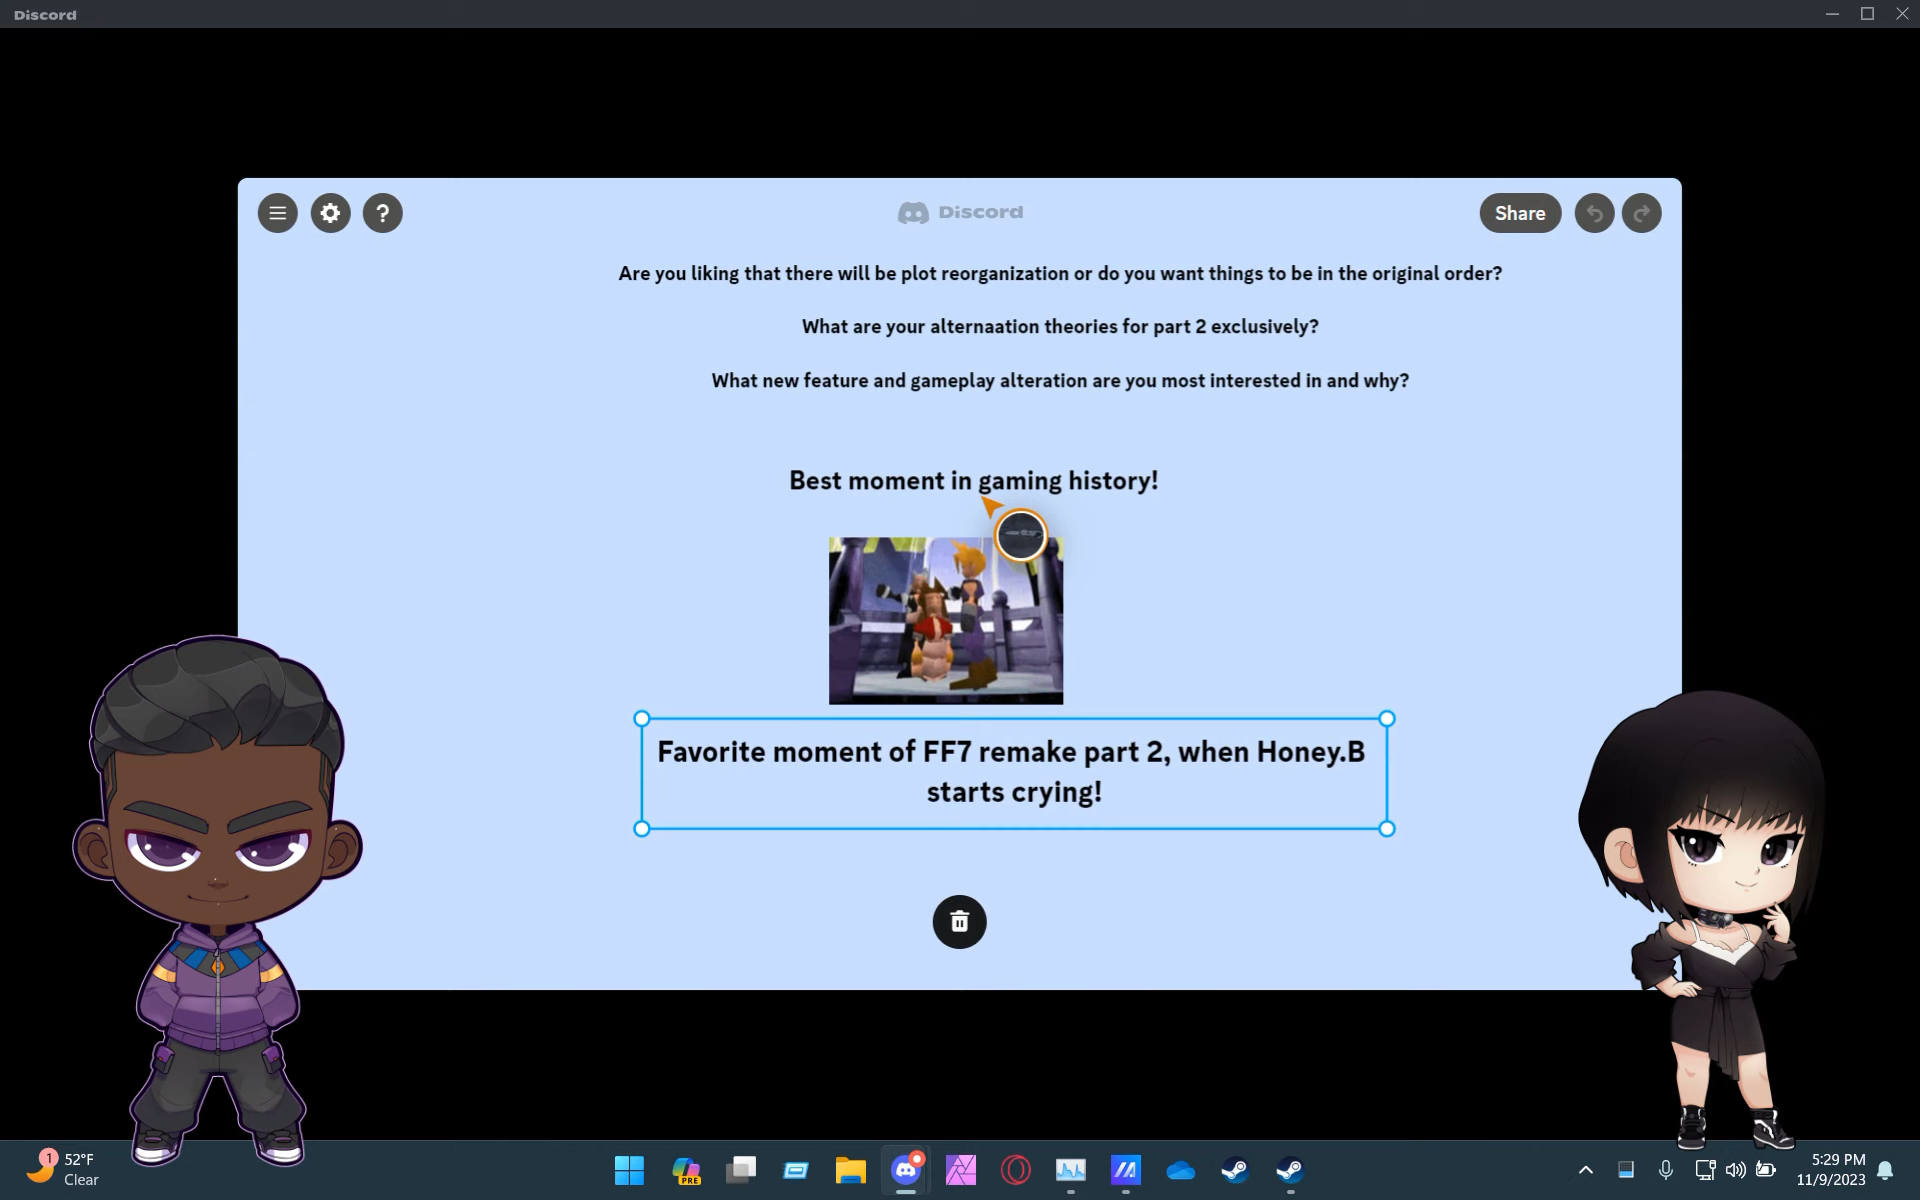 Discord
?
Discord
Share
Are you liking that there will be plot reorganization or do you want things to be in the original order?
What are your alternaation theories for part 2 exclusively?
What new feature and gameplay alteration are you most interested in and why?
Best moment in gaming history!
Favorite moment of FF7 remake part 2, when Honey.B
starts crying!
1
52°F
Clear
PRE
5:29 PM
11/9/2023